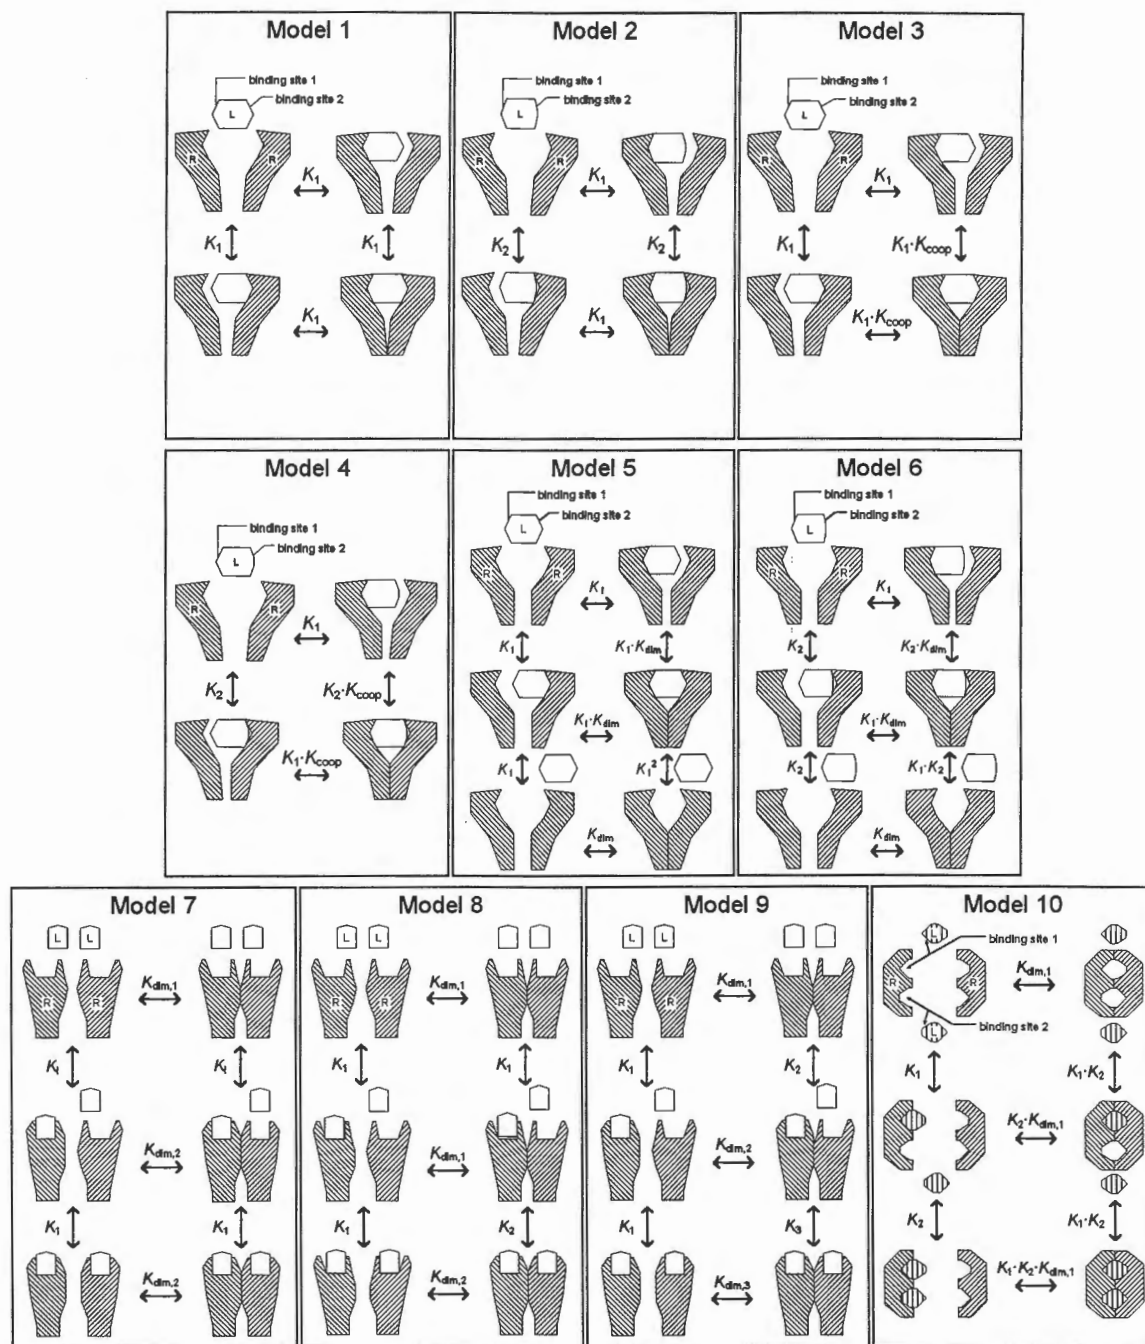 Model 1
binding site 1
binding site 2
L
R R
K1
K1 K1
K1
Model 2
binding site 1
binding site 2
L
R R
K1
K2 K2
K1
Model 3
binding site 1
binding site 2
L
R R
K1
K1 K1·Kcoop
K1·Kcoop
Model 4
binding site 1
binding site 2
L
R R
K1
K2 K2·Kcoop
K1·Kcoop
Model 5
binding site 1
binding site 2
L
R R
K1
K1 K1·Kdim
K1·Kdim
K1 K1²
Kdim
Model 6
binding site 1
binding site 2
L
R R
K1
K2 K2·Kdim
K1·Kdim
K2 K1·K2
Kdim
Model 7
L L
Kdim,1
R R
K1 K1
Kdim,2
K1 K1
Kdim,2
Model 8
L L
Kdim,1
R R
K1 K1
Kdim,1
K1 K2
Kdim,2
Model 9
L L
Kdim,1
R R
K1 K2
Kdim,2
K1 K3
Kdim,3
Model 10
L
binding site 1
Kdim,1
R R
binding site 2
L
K1 K1·K2
K2·Kdim,1
K2 K1·K2
K1·K2·Kdim,1